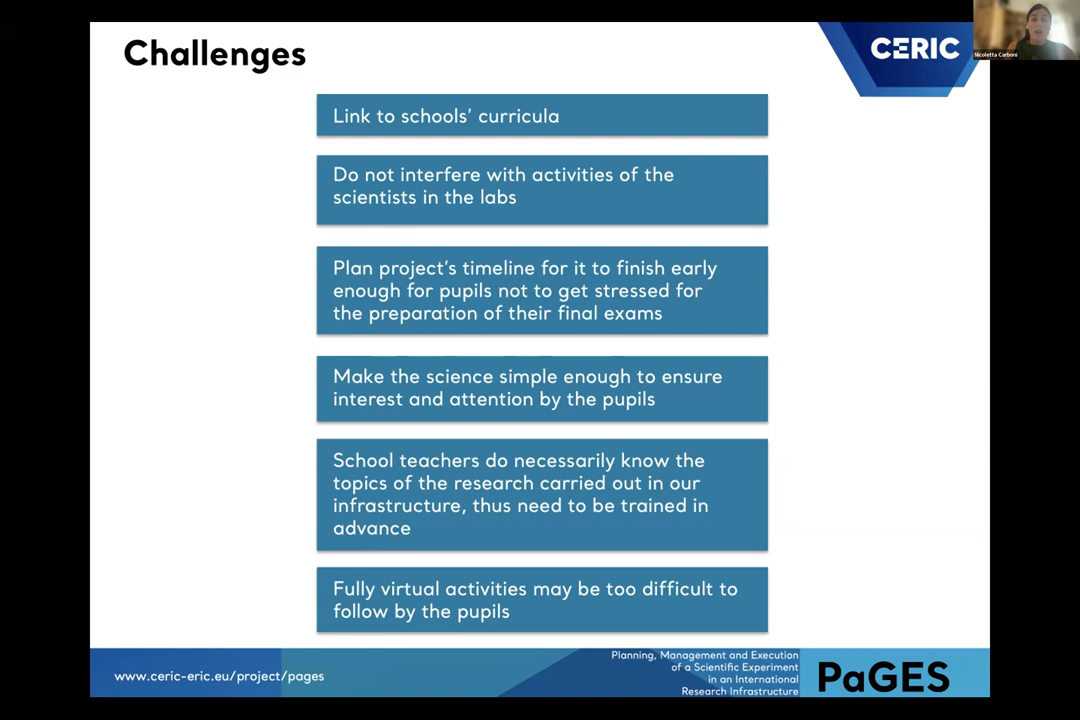 Challenges
CERIC
Nicoletta Carboni
Link to schools’ curricula
Do not interfere with activities of the
scientists in the labs
Plan project’s timeline for it to finish early
enough for pupils not to get stressed for
the preparation of their final exams
Make the science simple enough to ensure
interest and attention by the pupils
School teachers do necessarily know the
topics of the research carried out in our
infrastructure, thus need to be trained in
advance
Fully virtual activities may be too difficult to
follow by the pupils
www.ceric-eric.eu/project/pages
Planning, Management and Execution
of a Scientific Experiment
in an International
Research Infrastructure
PaGES